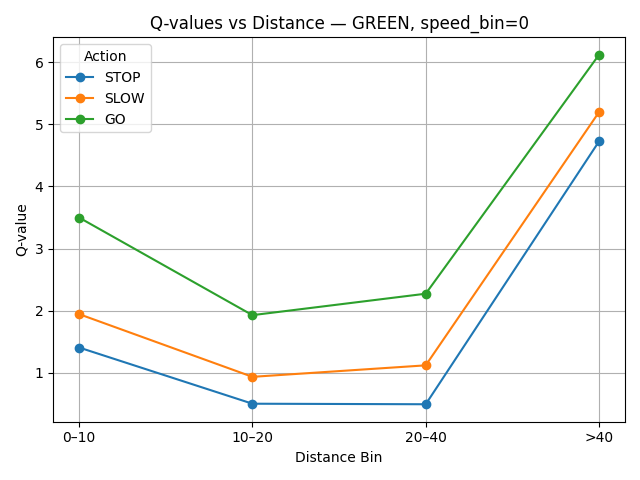 Q-values vs Distance — GREEN, speed_bin=0
Action
STOP
SLOW
GO
Q-value
6
5
4
3
2
1
0–10
10–20
20–40
>40
Distance Bin